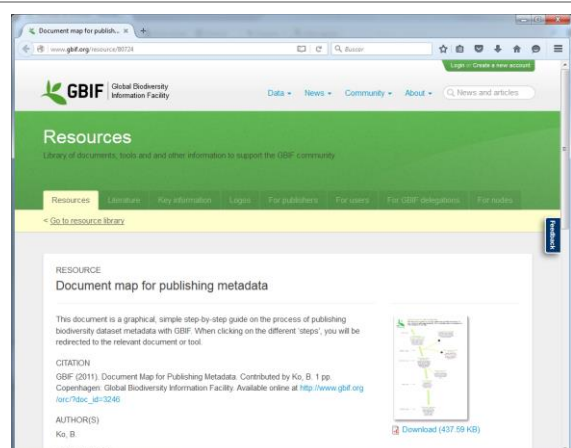 Document map for publish...
www.gbif.org/resource/80724
Buscar
Login or Create a new account
GBIF
Global Biodiversity
Information Facility
Data
News
Community
About
News and articles
Resources
Library of documents, tools and and other information to support the GBIF community
Resources
Literature
Key information
Logos
For publishers
For users
For GBIF delegations
For nodes
< Go to resource library
Feedback
RESOURCE
Document map for publishing metadata
This document is a graphical, simple step-by-step guide on the process of publishing
biodiversity dataset metadata with GBIF. When clicking on the different 'steps', you will be
redirected to the relevant document or tool.
CITATION
GBIF (2011). Document Map for Publishing Metadata. Contributed by Ko, B. 1 pp.
Copenhagen: Global Biodiversity Information Facility. Available online at http://www.gbif.org
/orc/?doc_id=3246
AUTHOR(S)
Ko, B.
Download (437.59 KB)